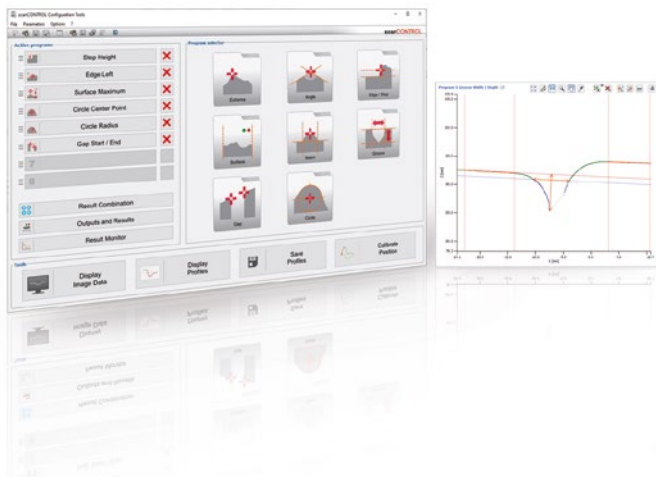 scanCONTROL Configuration Tools
File Parameters Options ?
scanCONTROL
Active programs
Step Height
Edge Left
Surface Maximum
Circle Center Point
Circle Radius
Gap Start / End
Result Combination
Outputs and Results
Result Monitor
Program selector
Extreme
Angle
Edge / Step
Surface
Seam
Groove
Gap
Circle
Tools
Display
Image Data
Display
Profiles
Save
Profiles
Calibrate
Position